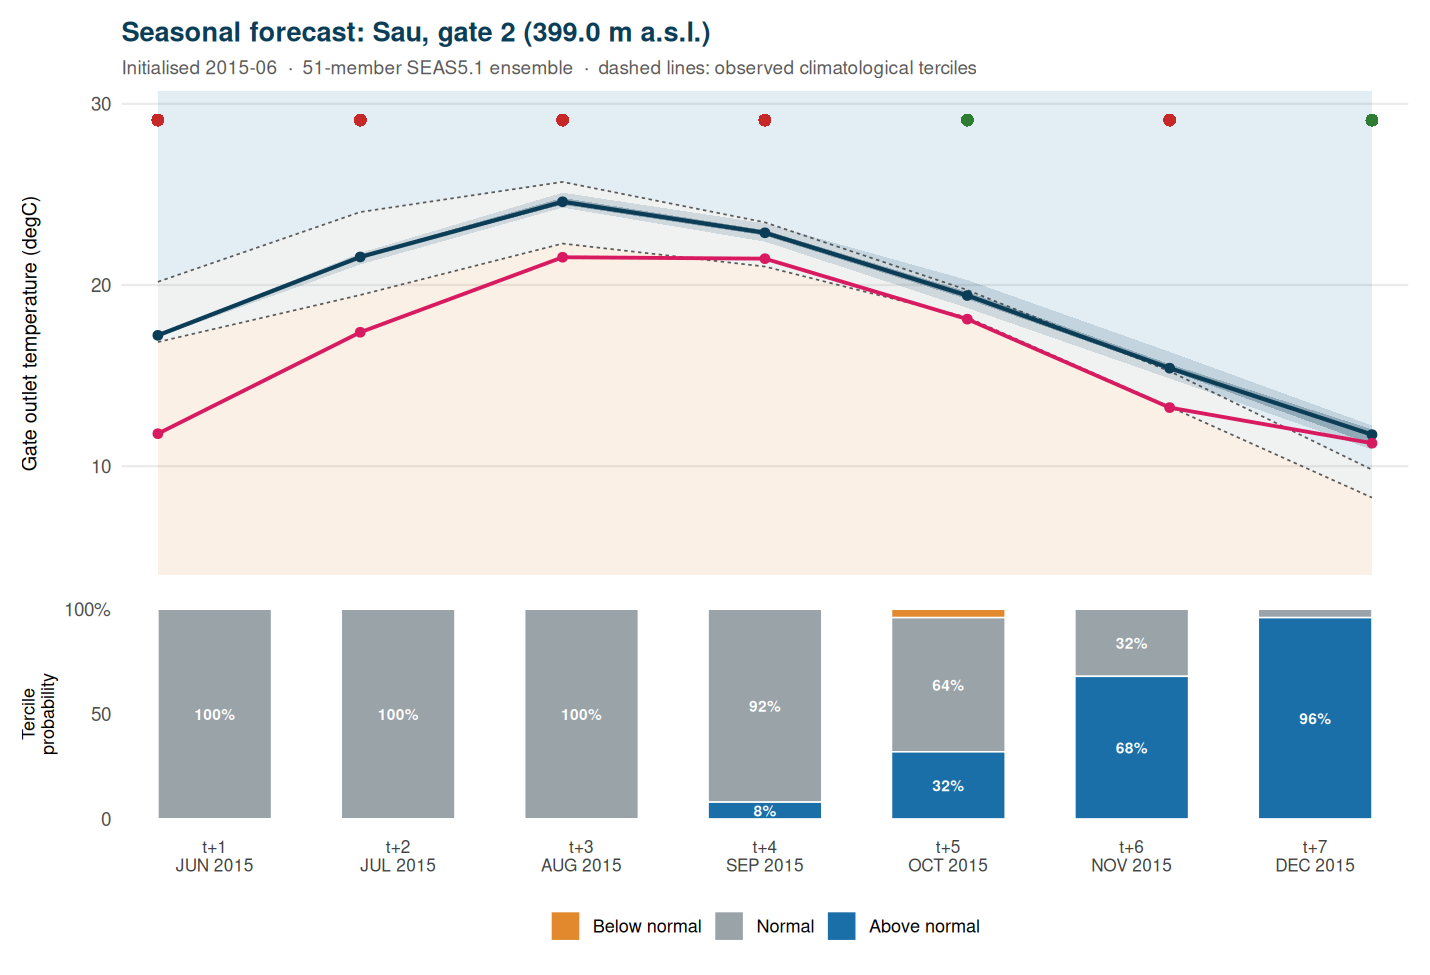 Seasonal forecast: Sau, gate 2 (399.0 m a.s.l.)
Initialised 2015-06 · 51-member SEAS5.1 ensemble · dashed lines: observed climatological terciles
Gate outlet temperature (degC)
30
20
10
Tercile
probability
100%
50
0
100%
100%
100%
92%
8%
64%
32%
32%
68%
96%
t+1
JUN 2015
t+2
JUL 2015
t+3
AUG 2015
t+4
SEP 2015
t+5
OCT 2015
t+6
NOV 2015
t+7
DEC 2015
Below normal
Normal
Above normal